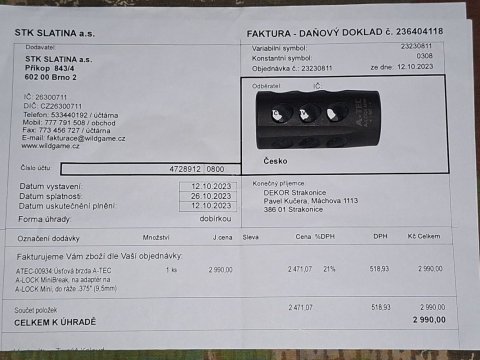 STK SLATINA a.s.
FAKTURA - DAŇOVÝ DOKLAD č. 236404118
Dodavatel:
STK SLATINA a.s.
Příkop 843/4
602 00 Brno 2
Variabilní symbol: 23230811
Konstantní symbol: 0308
Objednávka č.: 23230811 ze dne: 12.10.2023
IČ: 26300711
DIČ: CZ26300711
Telefon: 533440192 / účtárna
Mobil: 777 791 508 / obchod
Fax: 773 456 727 / účtárna
E-mail: fakturace@wildgame.cz
www.wildgame.cz
Odběratel: IČ:
A-TEC
Česko
Číslo účtu 4728912 0800
Datum vystavení: 12.10.2023
Datum splatnosti: 26.10.2023
Datum uskutečnění plnění: 12.10.2023
Forma úhrady: dobírkou
Konečný příjemce
DEKOR Strakonice
Pavel Kučera, Máchova 1113
386 01 Strakonice
Označení dodávky Množství J.cena Sleva Cena %DPH DPH Kč Celkem
Fakturujeme Vám zboží dle Vaší objednávky:
ATEC-00934:Úsťová brzda A-TEC 1 ks 2 990,00 2 471,07 21% 518,93 2 990,00
A-LOCK MiniBreak, na adaptér na
A-LOCK Mini, do ráže .375" (9,5mm)
Součet položek 2 471,07 518,93 2 990,00
CELKEM K ÚHRADĚ 2 990,00